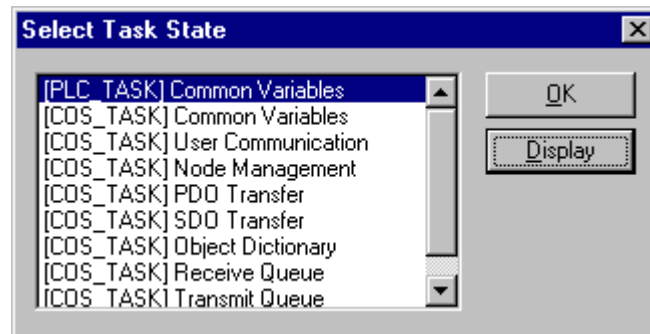 Select Task State
[PLC_TASK] Common Variables
[COS_TASK] Common Variables
[COS_TASK] User Communication
[COS_TASK] Node Management
[COS_TASK] PDO Transfer
[COS_TASK] SDO Transfer
[COS_TASK] Object Dictionary
[COS_TASK] Receive Queue
[COS_TASK] Transmit Queue
OK
Display